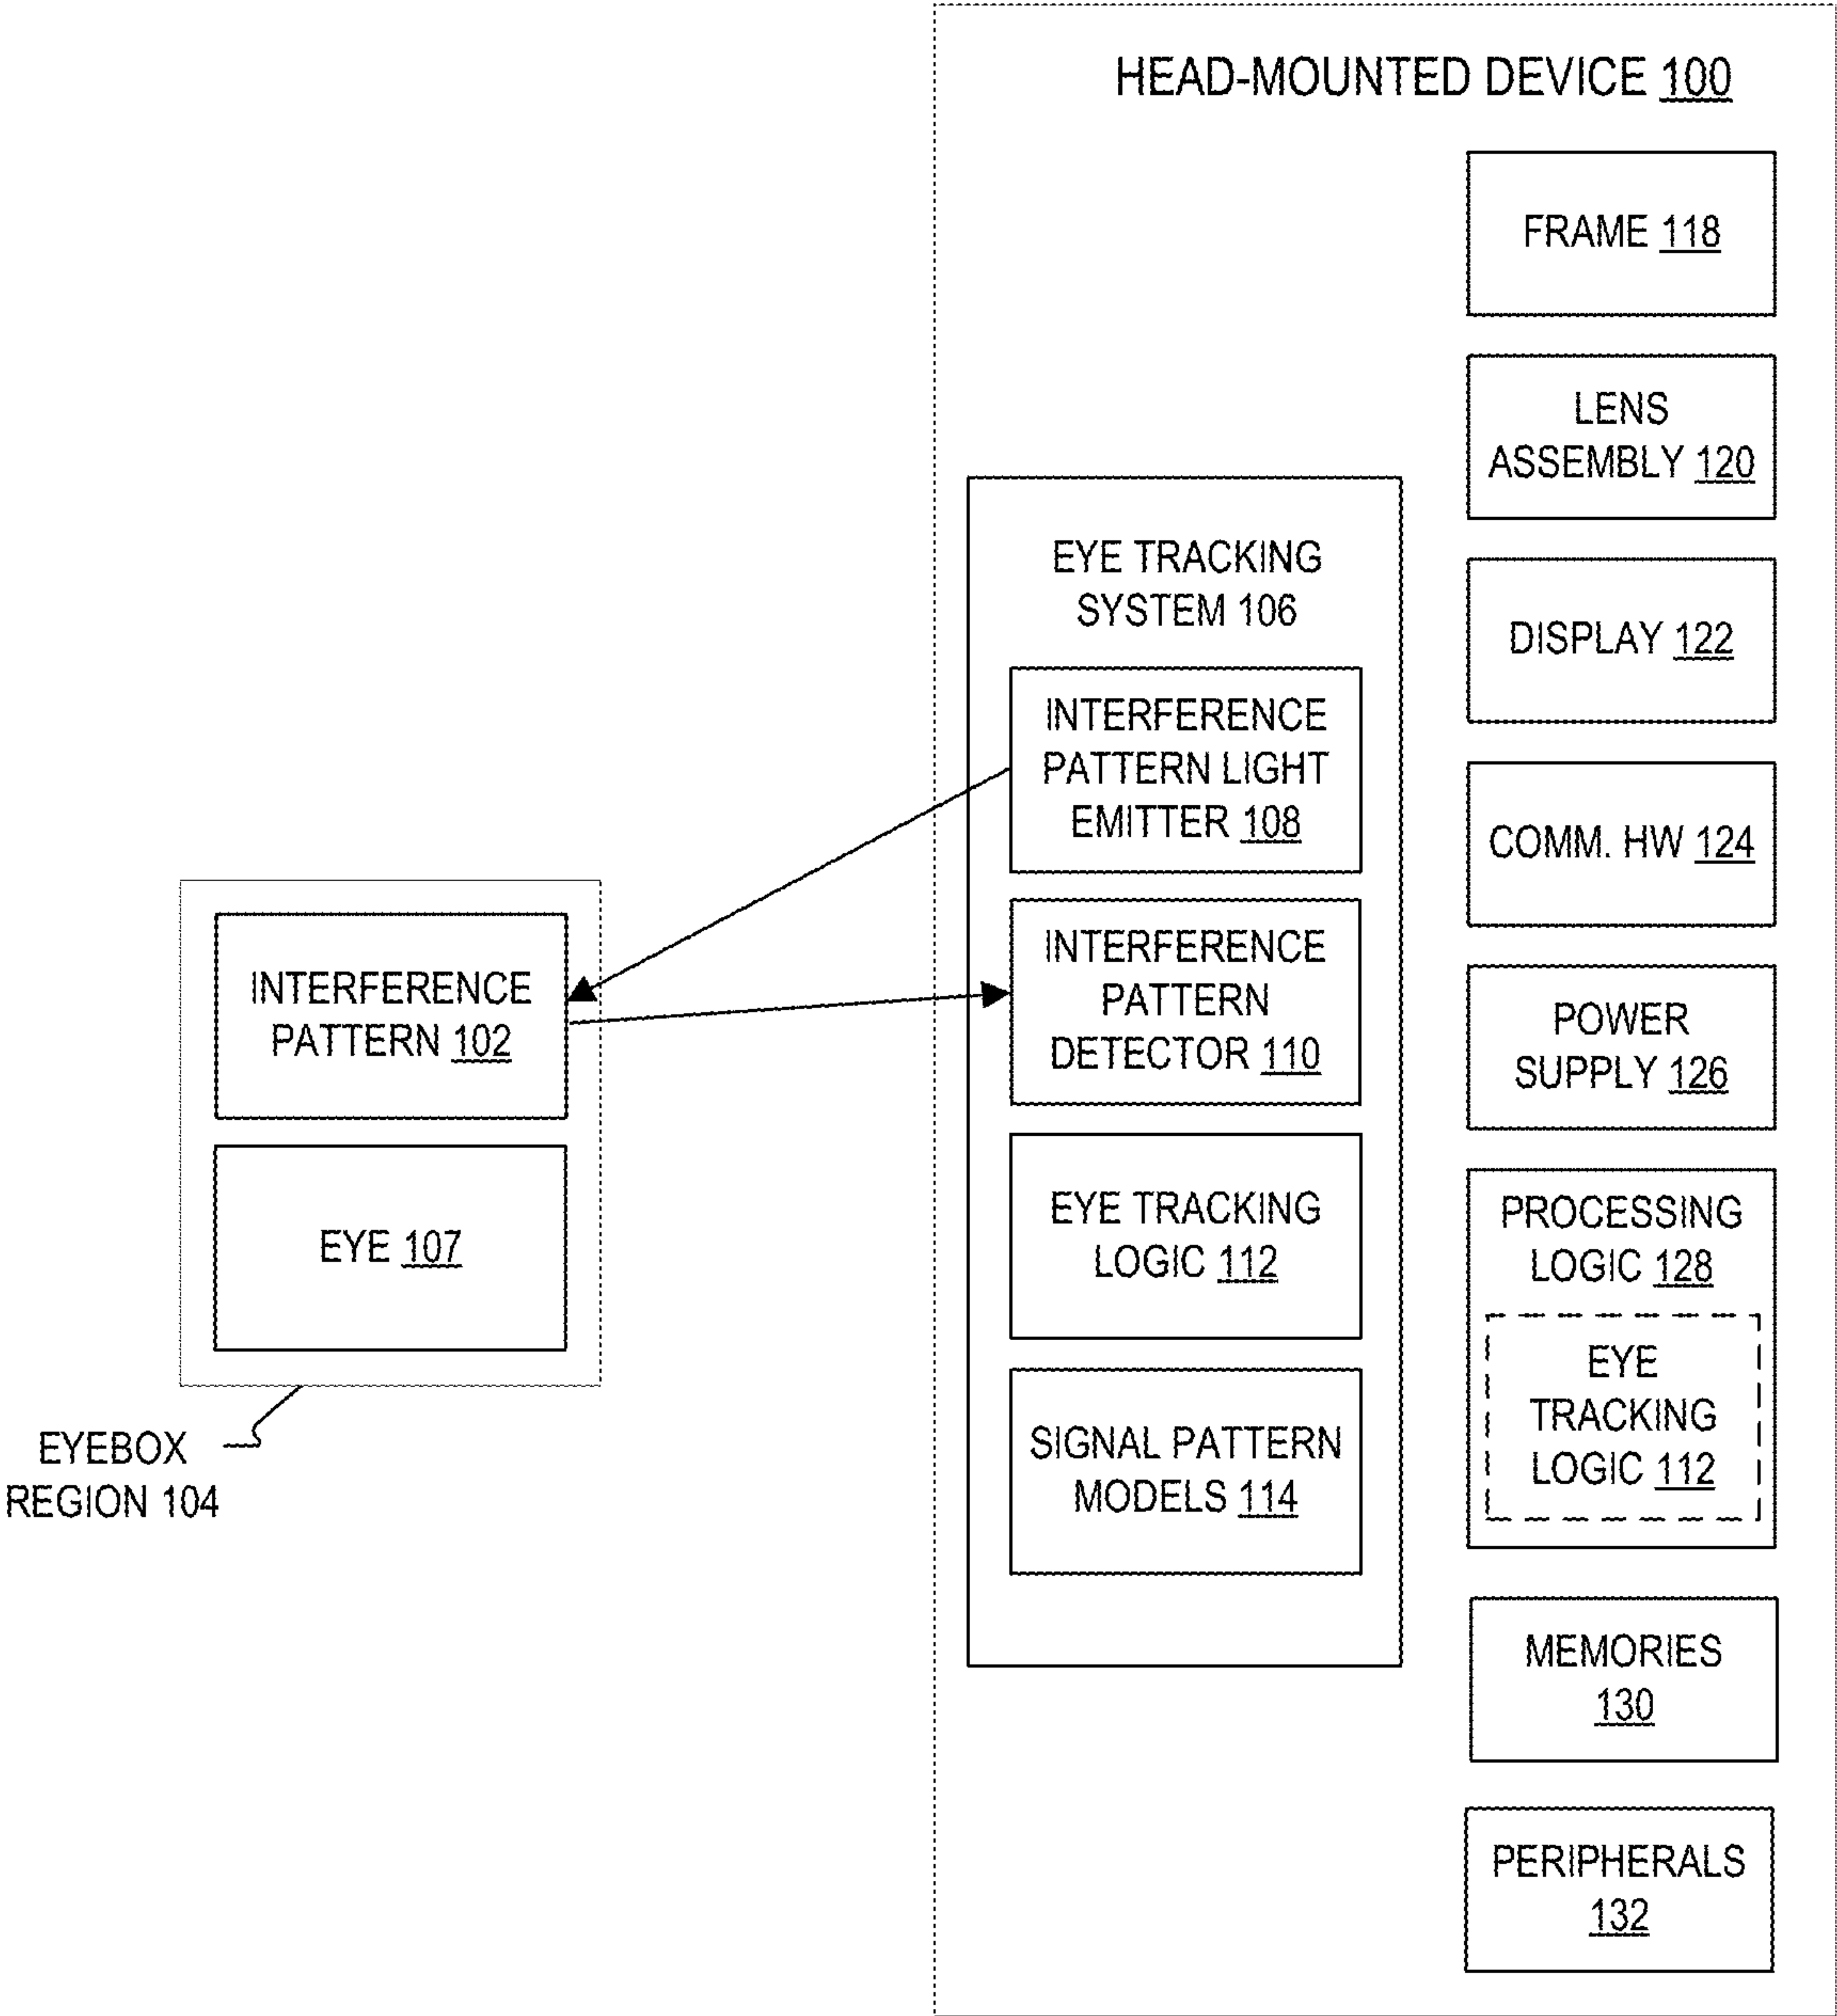 HEAD-MOUNTED DEVICE 100
FRAME 118
LENS
ASSEMBLY 120
DISPLAY 122
COMM. HW 124
POWER
SUPPLY 126
PROCESSING
LOGIC 128
EYE
TRACKING
LOGIC 112
MEMORIES
130
PERIPHERALS
132
EYE TRACKING
SYSTEM 106
INTERFERENCE
PATTERN LIGHT
EMITTER 108
INTERFERENCE
PATTERN
DETECTOR 110
EYE TRACKING
LOGIC 112
SIGNAL PATTERN
MODELS 114
INTERFERENCE
PATTERN 102
EYE 107
EYEBOX
REGION 104